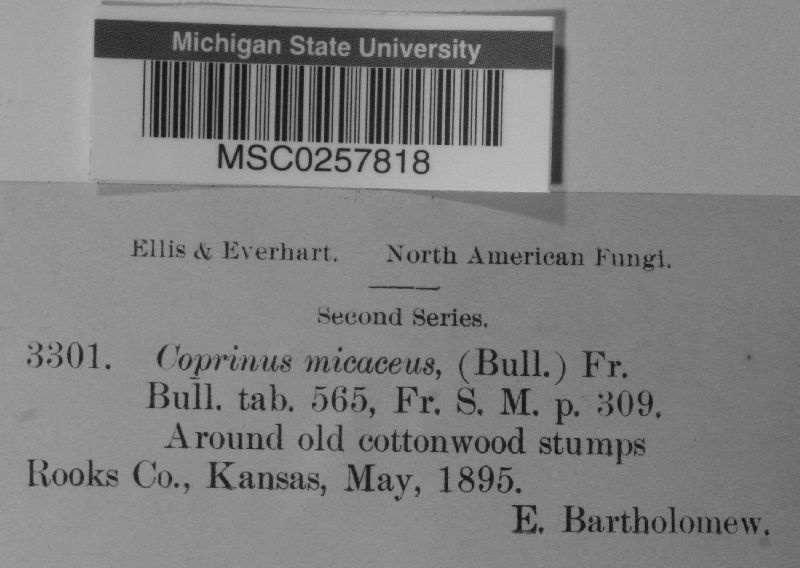 Michigan State University
MSC0257818
Ellis & Everhart. North American Fungi.
Second Series.
3301. Coprinus micaceus, (Bull.) Fr.
Bull. tab. 565, Fr. S. M. p. 309.
Around old cottonwood stumps
Rooks Co., Kansas, May, 1895.
E. Bartholomew.